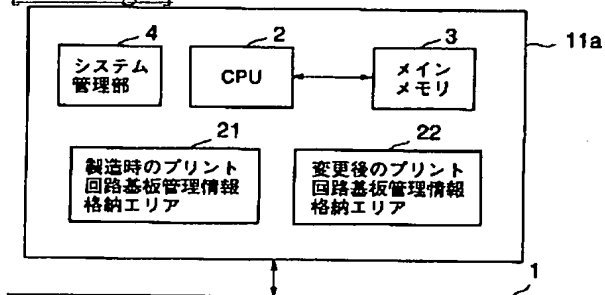 4
2
3
11a
システム
管理部
CPU
メイン
メモリ
21
22
製造時のプリント
回路基板管理情報
格納エリア
変更後のプリント
回路基板管理情報
格納エリア
1